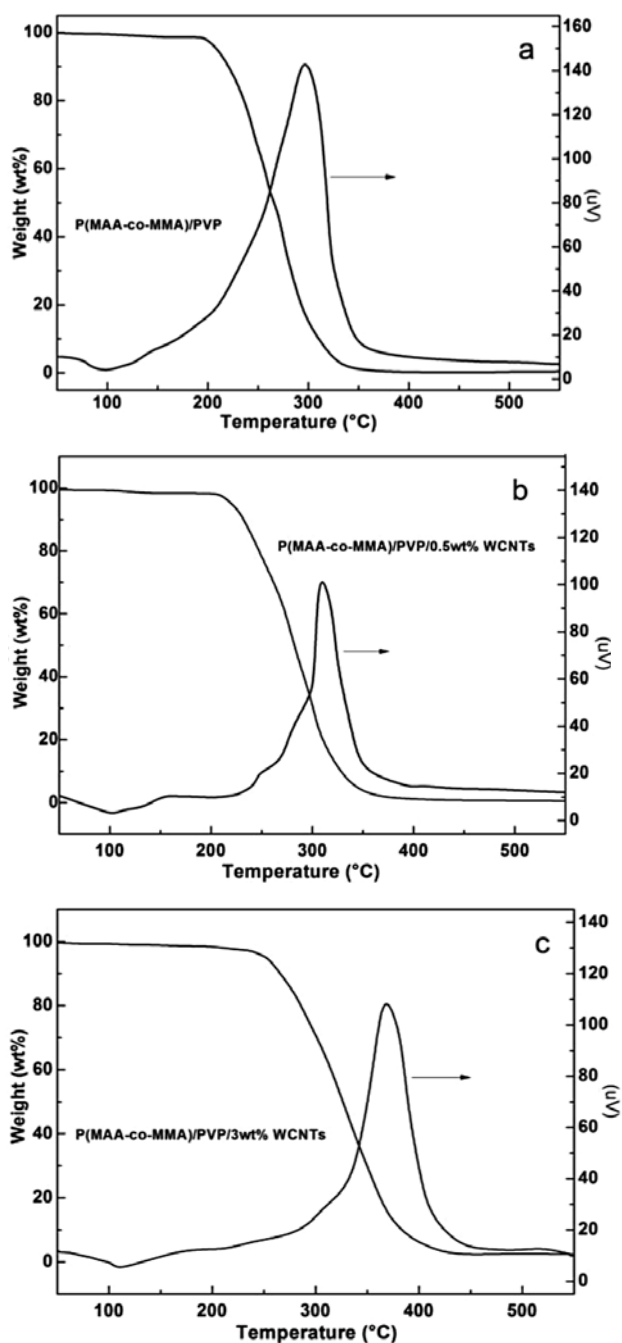 a
100
80
60
40
20
0
Weight (wt%)
P(MAA-co-MMA)/PVP
160
140
120
100
80
60
40
20
0
(uV)
100 200 300 400 500
Temperature (°C)
b
100
80
60
40
20
0
Weight (wt%)
P(MAA-co-MMA)/PVP/0.5wt% WCNTs
140
120
100
80
60
40
20
0
(uV)
100 200 300 400 500
Temperature (°C)
c
100
80
60
40
20
0
Weight (wt%)
P(MAA-co-MMA)/PVP/3wt% WCNTs
140
120
100
80
60
40
20
0
(uV)
100 200 300 400 500
Temperature (°C)